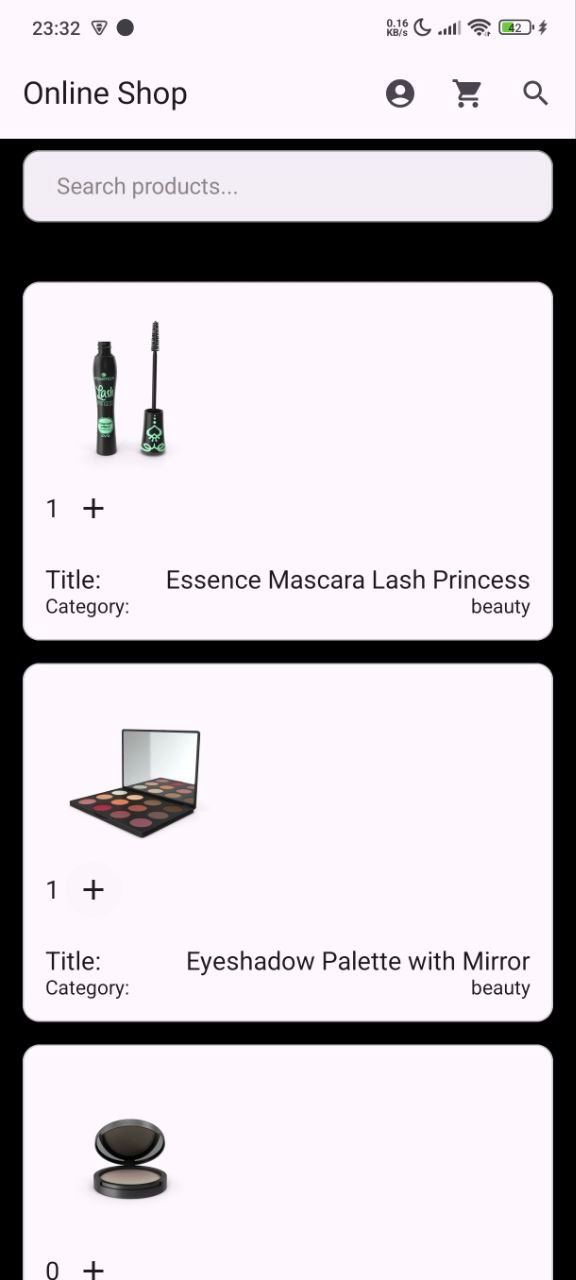 23:32 0.16 KB/s 42
Online Shop
Search products...
Lash
1 +
Title: Essence Mascara Lash Princess
Category: beauty
1 +
Title: Eyeshadow Palette with Mirror
Category: beauty
0 +